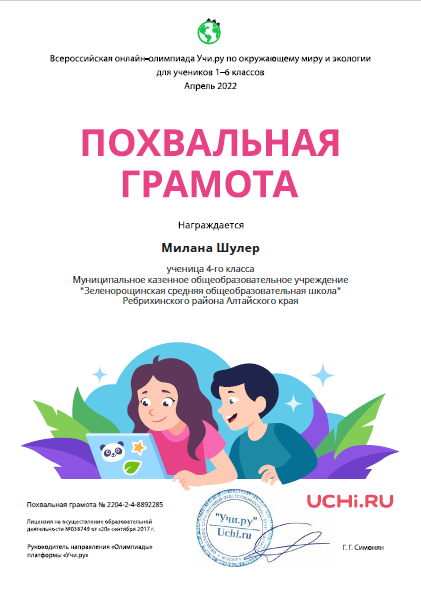 Всероссийская онлайн-олимпиада Учи.ру по окружающему миру и экологии
для учеников 1–6 классов
Апрель 2022
ПОХВАЛЬНАЯ
ГРАМОТА
Награждается
Милана Шулер
ученица 4-го класса
Муниципальное казенное общеобразовательное учреждение
"Зеленорощинская средняя общеобразовательная школа"
Ребрихинского района Алтайского края
Похвальная грамота № 2204-2-4-8892285
Лицензия на осуществление образовательной
деятельности №038749 от «20» сентября 2017 г.
Руководитель направления «Олимпиады»
платформы «Учи.ру»
"Учи.ру"
Uchi.ru
UCHi.RU
Г. Г. Симонян